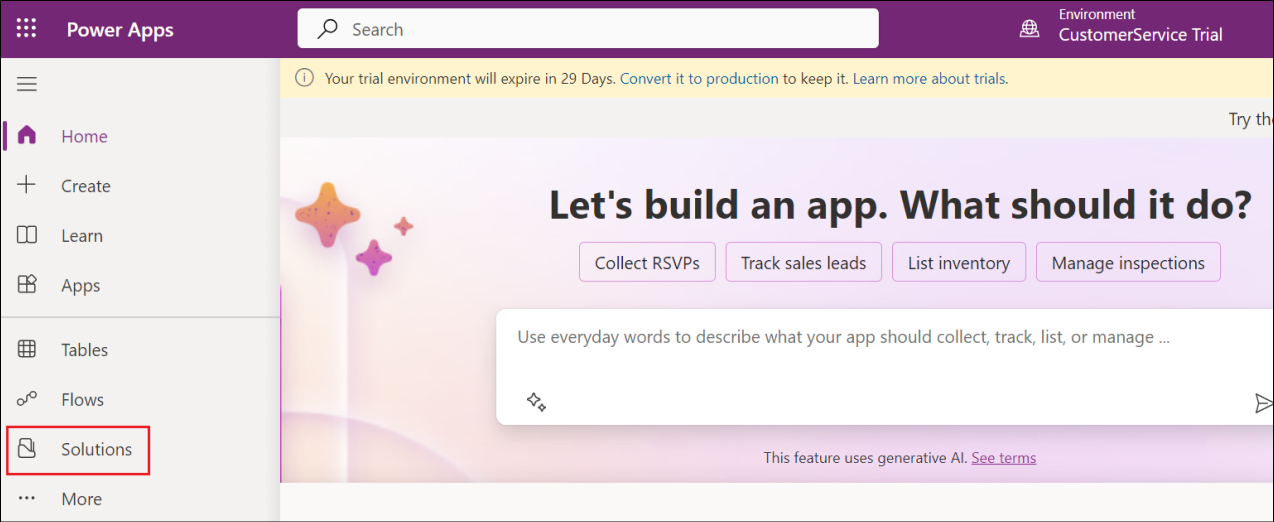 Power Apps
Search
Environment
CustomerService Trial
Your trial environment will expire in 29 Days. Convert it to production to keep it. Learn more about trials.
Home
Create
Learn
Apps
Tables
Flows
Solutions
More
Try the
Let's build an app. What should it do?
Collect RSVPs
Track sales leads
List inventory
Manage inspections
Use everyday words to describe what your app should collect, track, list, or manage ...
This feature uses generative AI. See terms